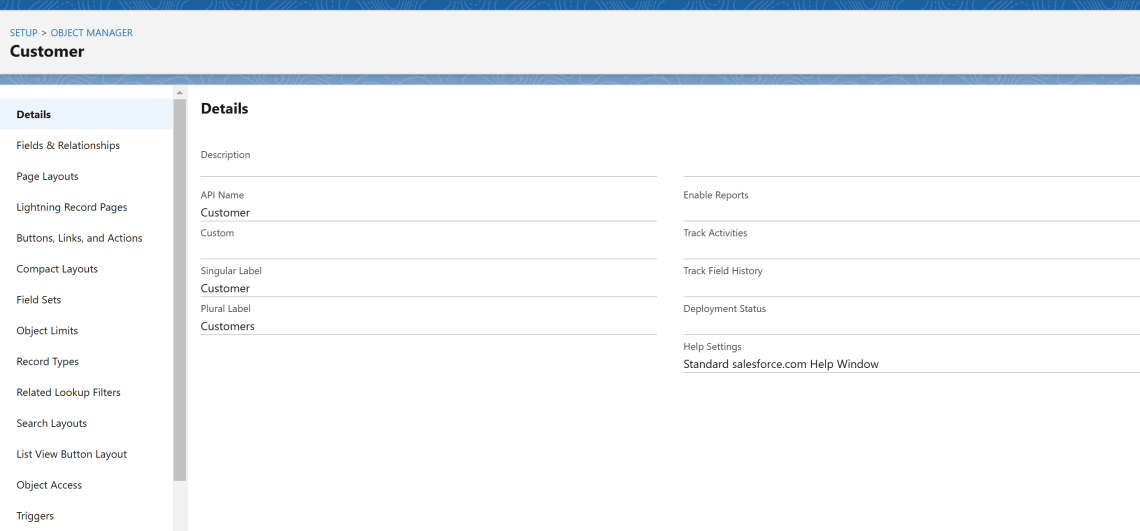 SETUP > OBJECT MANAGER
Customer
Details
Fields & Relationships
Page Layouts
Lightning Record Pages
Buttons, Links, and Actions
Compact Layouts
Field Sets
Object Limits
Record Types
Related Lookup Filters
Search Layouts
List View Button Layout
Object Access
Triggers
Details
Description
API Name
Customer
Custom
Singular Label
Customer
Plural Label
Customers
Enable Reports
Track Activities
Track Field History
Deployment Status
Help Settings
Standard salesforce.com Help Window